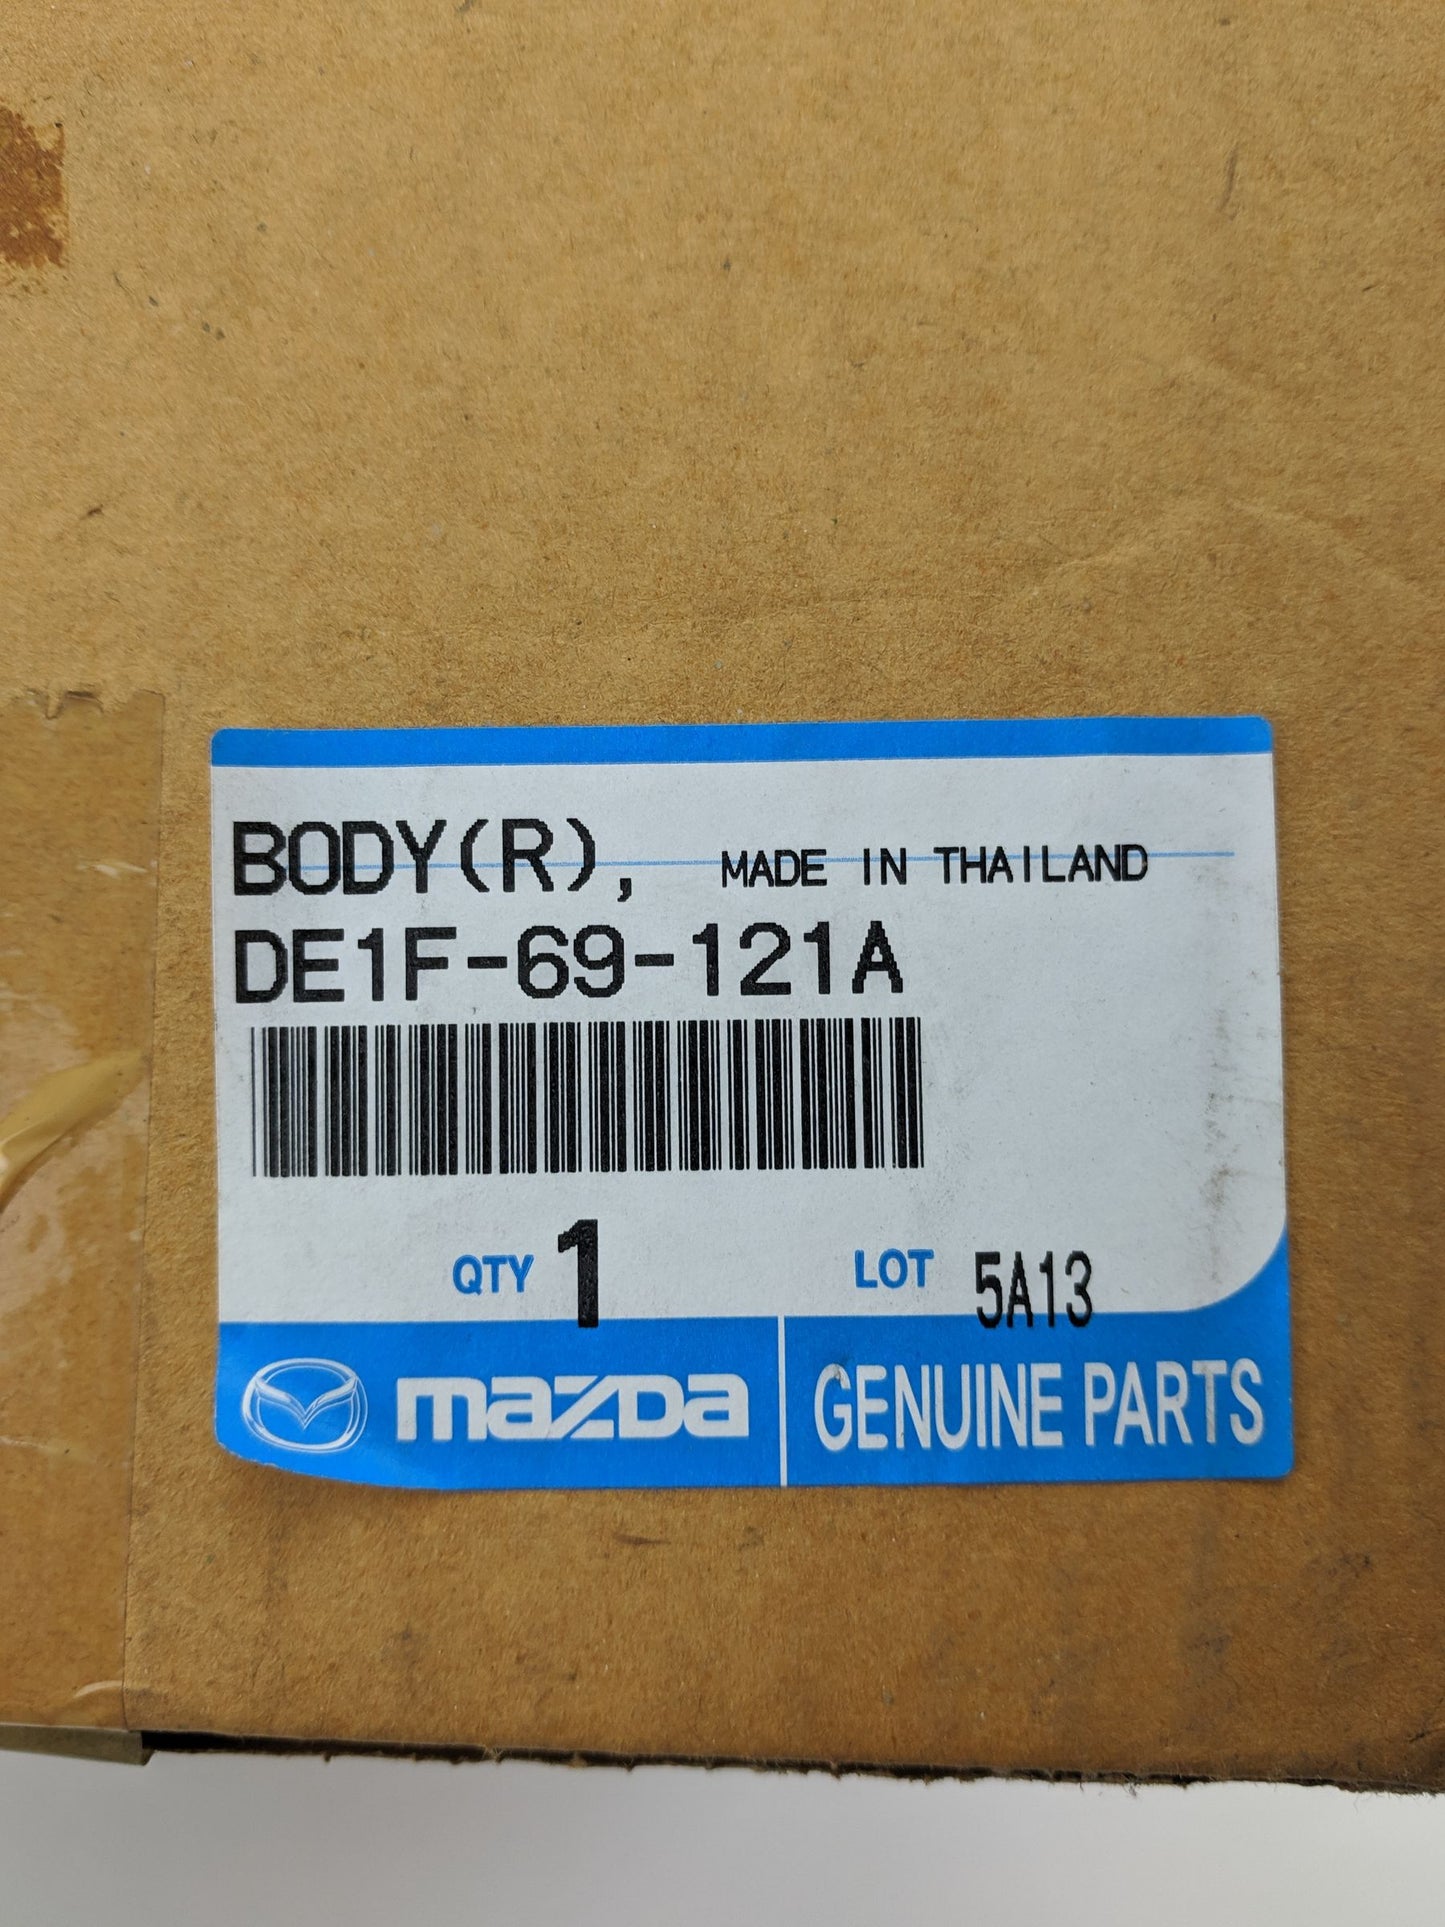 BODY(R), MADE IN THAILAND
DE1F-69-121A
QTY 1 LOT 5A13
mazda GENUINE PARTS